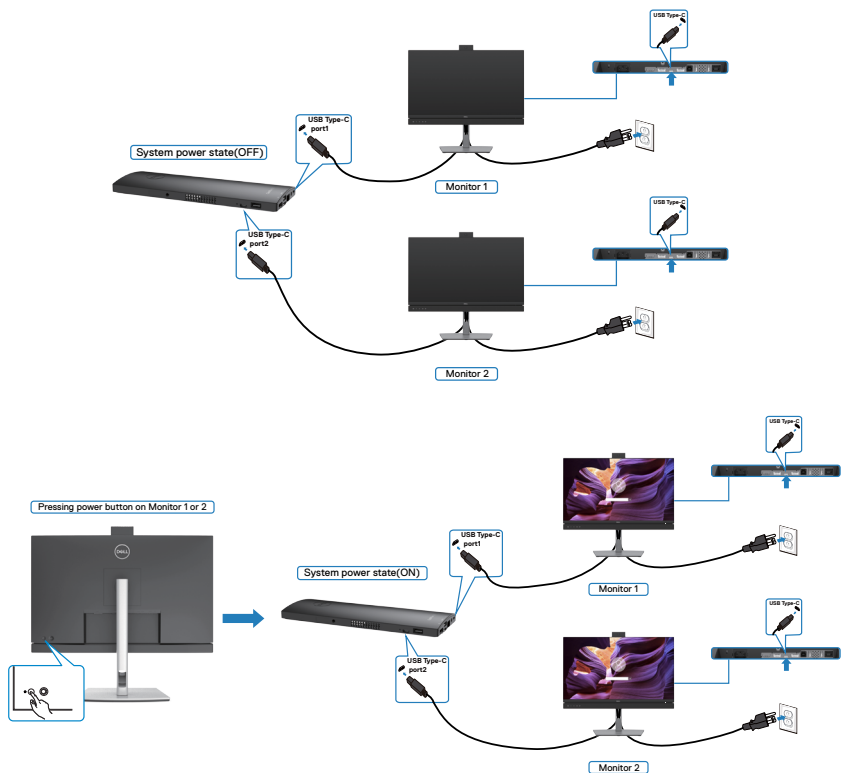 USB Type-C
USB Type-C
port1
System power state(OFF)
Monitor 1
USB Type-C
USB Type-C
port2
Monitor 2
USB Type-C
Pressing power button on Monitor 1 or 2
DELL
USB Type-C
port1
System power state(ON)
Monitor 1
USB Type-C
USB Type-C
port2
Monitor 2